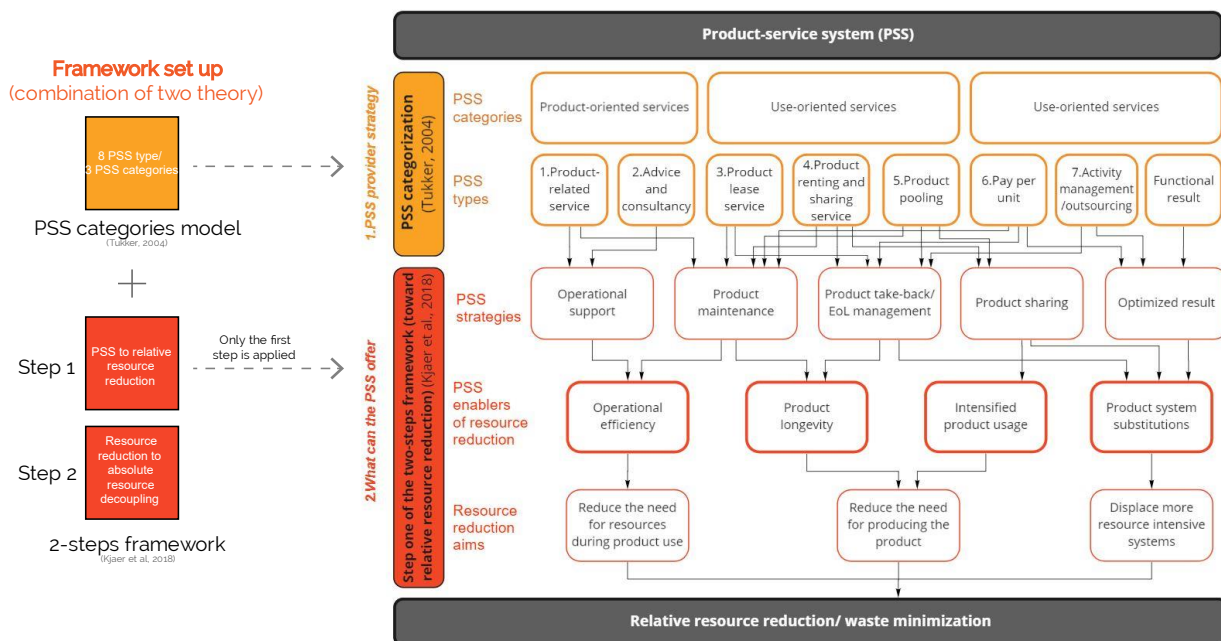 Framework set up
(combination of two theory)
8 PSS type/
3 PSS categories
PSS categories model
(Tukker, 2004)
Step 1
PSS to relative
resource
reduction
Only the first
step is applied
Step 2
Resource
reduction to
absolute
resource
decoupling
2-steps framework
(Kjaer et al, 2018)
Product-service system (PSS)
1.PSS provider strategy
PSS categorization
(Tukker, 2004)
PSS
categories
Product-oriented services
Use-oriented services
Use-oriented services
PSS
types
1.Product-
related
service
2.Advice and
consultancy
3.Product
lease
service
4.Product
renting and
sharing
service
5.Product
pooling
6.Pay per
unit
7.Activity
management
/outsourcing
Functional
result
2.What can the PSS offer
Step one of the two-steps framework (toward
relative resource reduction) (Kjaer et al., 2018)
PSS
strategies
Operational
support
Product
maintenance
Product take-back/
EoL management
Product sharing
Optimized result
PSS
enablers
of resource
reduction
Operational
efficiency
Product
longevity
Intensified
product usage
Product system
substitutions
Resource
reduction
aims
Reduce the need
for resources
during product use
Reduce the need
for producing the
product
Displace more
resource intensive
systems
Relative resource reduction/ waste minimization